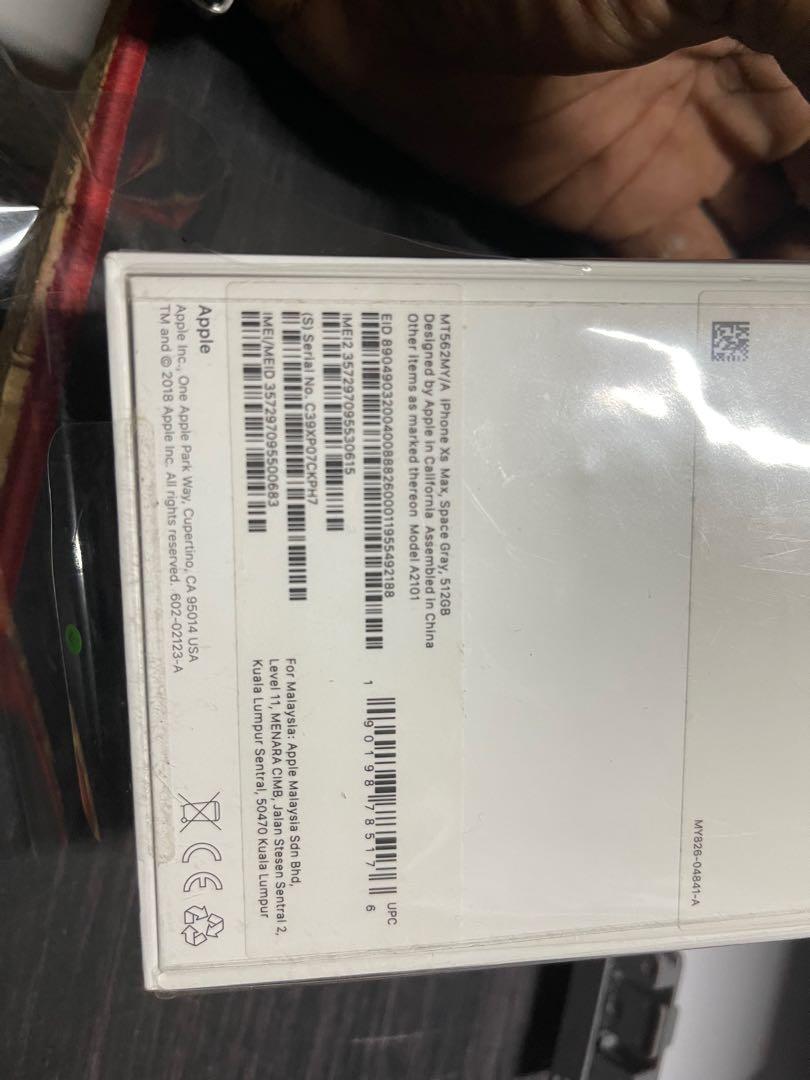 MY826-04841-A
MT562MY/A iPhone Xs Max, Space Gray, 512GB
Designed by Apple in California Assembled in China
Other items as marked thereon Model A2101
EID 89049032004008882600011955492188
IMEI2 357297095530615
(S) Serial No. C39XP07CKPH7
IMEI/MEID 357297095500683
UPC
1 90198 78517 6
For Malaysia: Apple Malaysia Sdn Bhd,
Level 11, MENARA CIMB, Jalan Stesen Sentral 2,
Kuala Lumpur Sentral, 50470 Kuala Lumpur
Apple
Apple Inc., One Apple Park Way, Cupertino, CA 95014 USA
TM and © 2018 Apple Inc. All rights reserved. 602-02123-A
CE